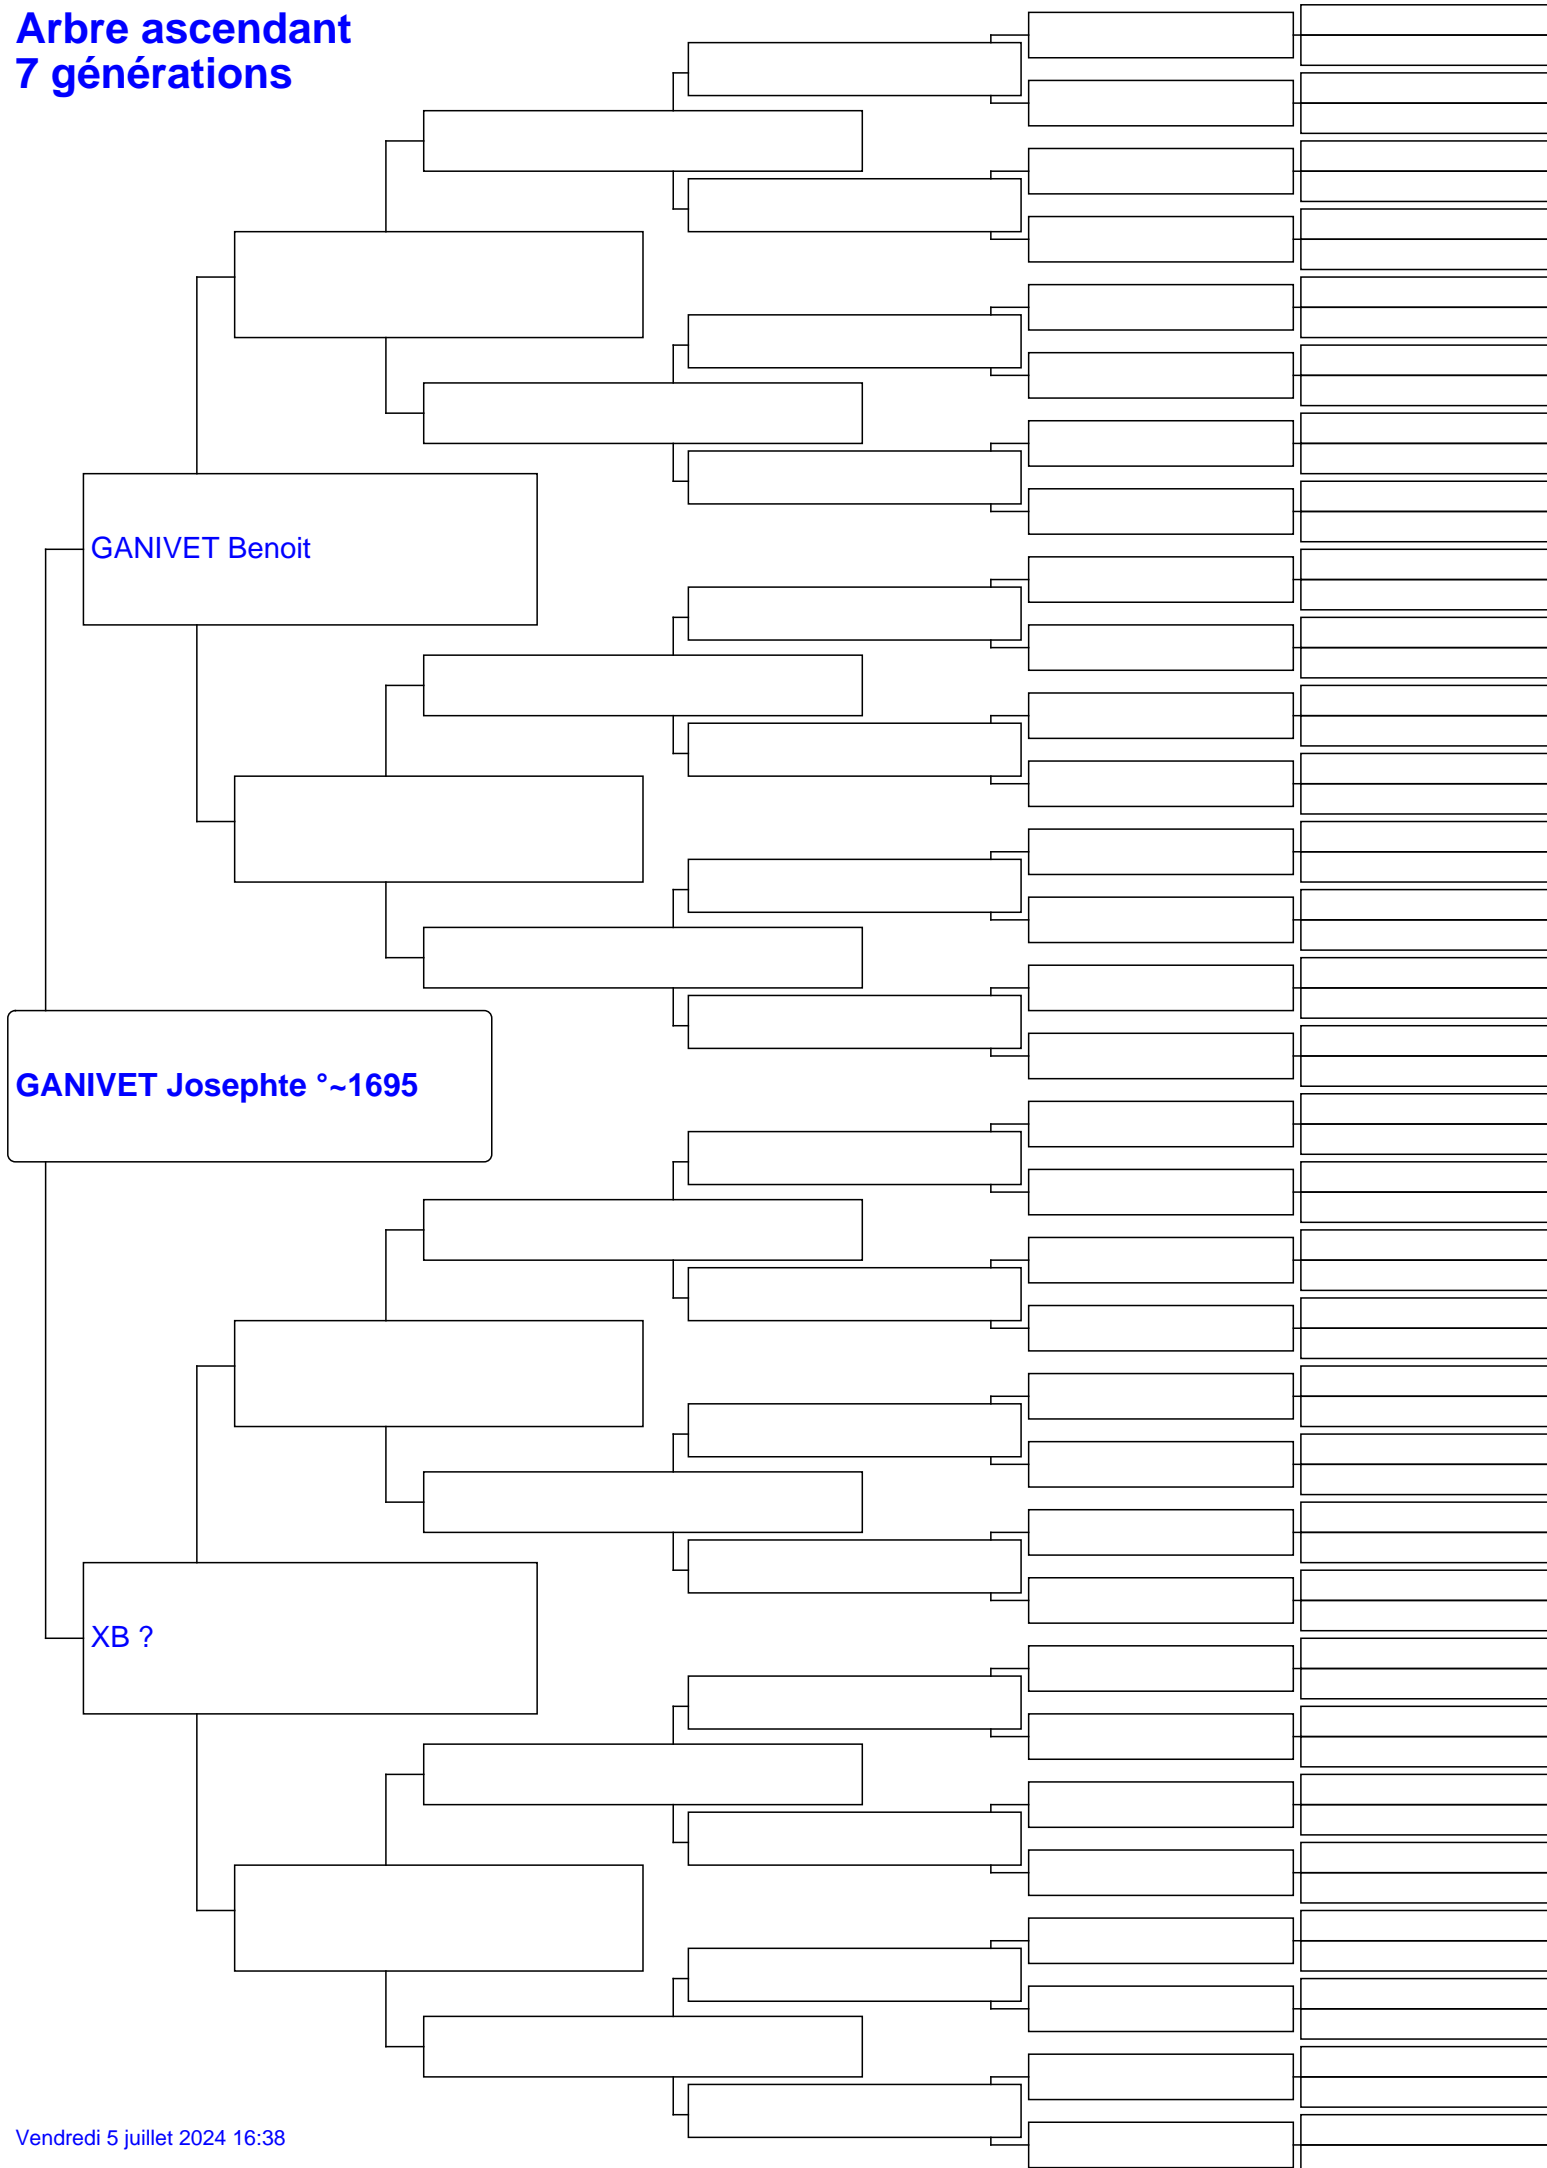 Arbre ascendant
7 générations
GANIVET Benoit
GANIVET Josephte °~1695
XB ?
Vendredi 5 juillet 2024 16:38